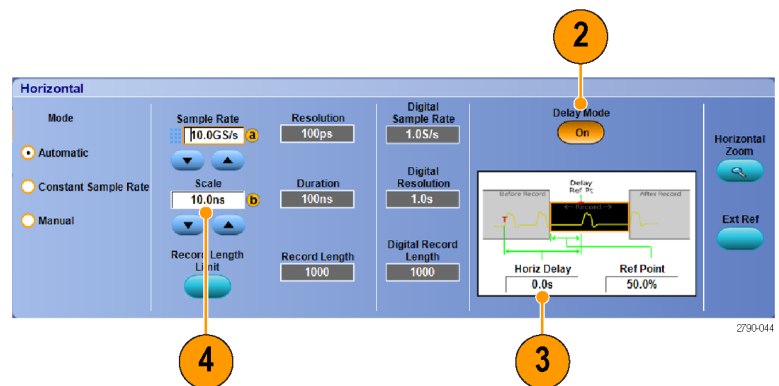 2
Horizontal
Mode
Automatic
Constant Sample Rate
Manual
Sample Rate
10.0GS/s
a
Scale
10.0ns
b
Record Length
Limit
Resolution
100ps
Duration
100ns
Record Length
1000
Digital
Sample Rate
1.0S/s
Digital
Resolution
1.0s
Digital Record
Length
1000
Delay Mode
On
Before Record
Delay
Ref Pt
After Record
←-Record-→
T
Horiz Delay
0.0s
Ref Point
50.0%
Horizontal
Zoom
Ext Ref
2790-044
4
3